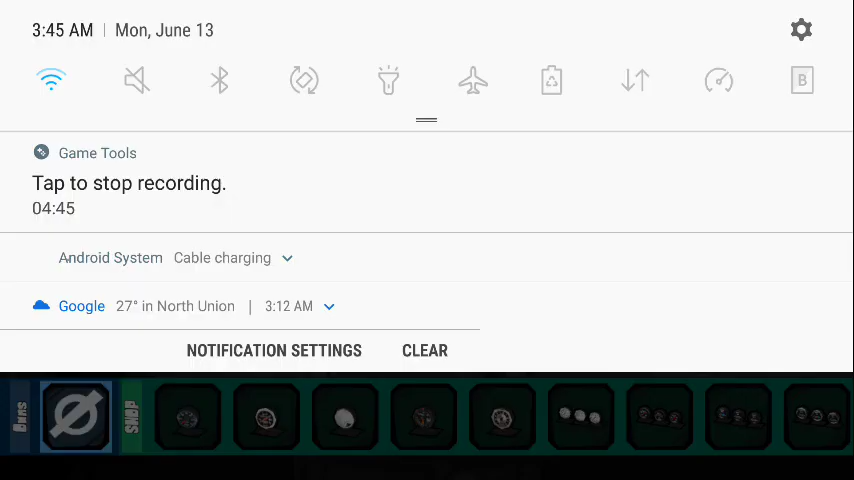 3:45 AM | Mon, June 13
B
Game Tools
Tap to stop recording.
04:45
Android System Cable charging
Google 27° in North Union | 3:12 AM
NOTIFICATION SETTINGS CLEAR
SHOP